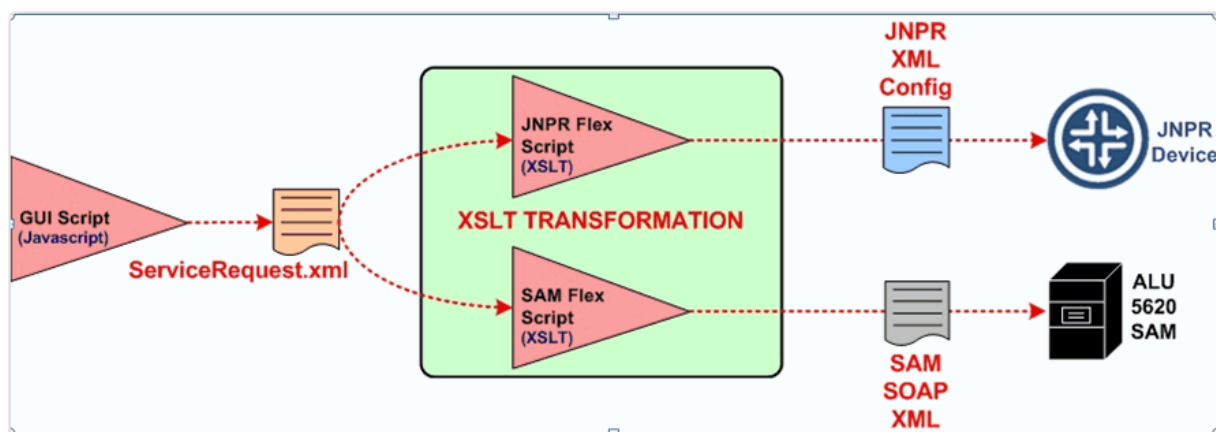 GUI Script
(Javascript)
ServiceRequest.xml
JNPR Flex
Script
(XSLT)
XSLT TRANSFORMATION
SAM Flex
Script
(XSLT)
JNPR
XML
Config
JNPR
Device
SAM
SOAP
XML
ALU
5620
SAM